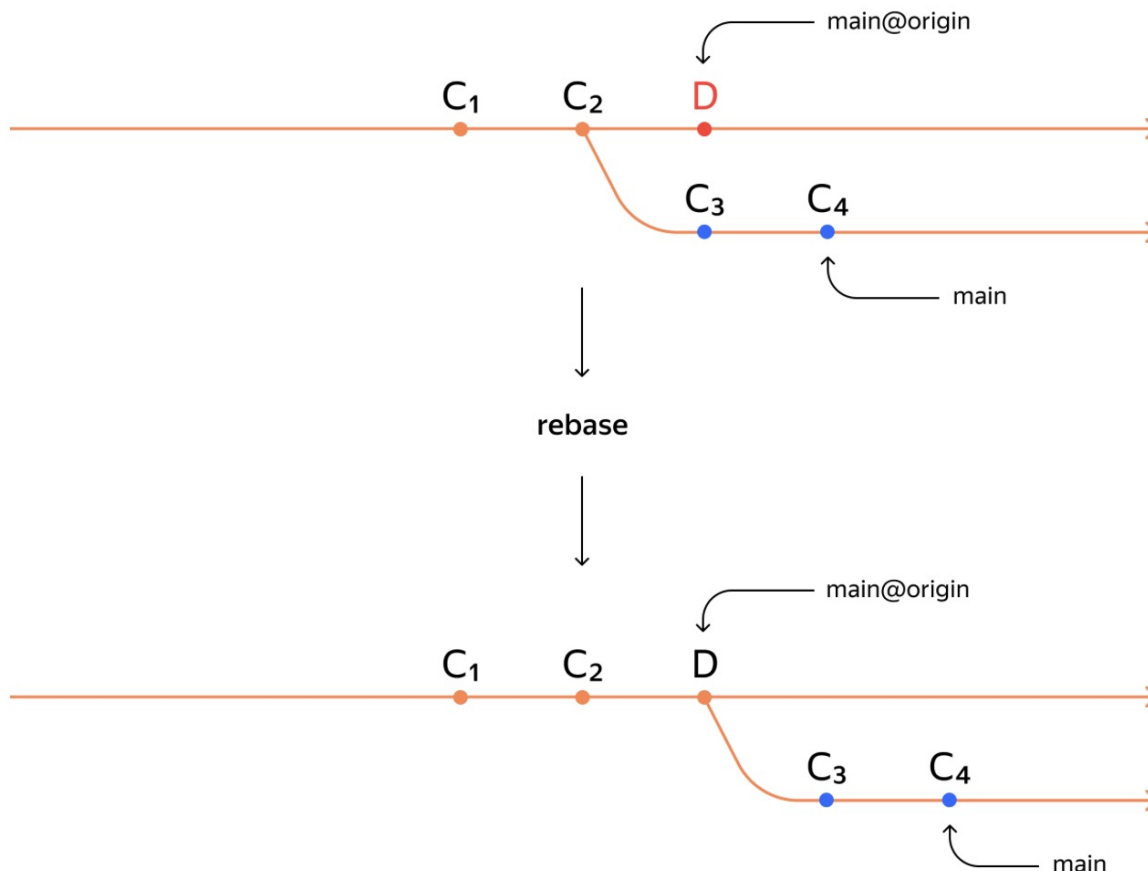 main@origin
C₁ C₂ D
C₃ C₄
main
rebase
main@origin
C₁ C₂ D
C₃ C₄
main